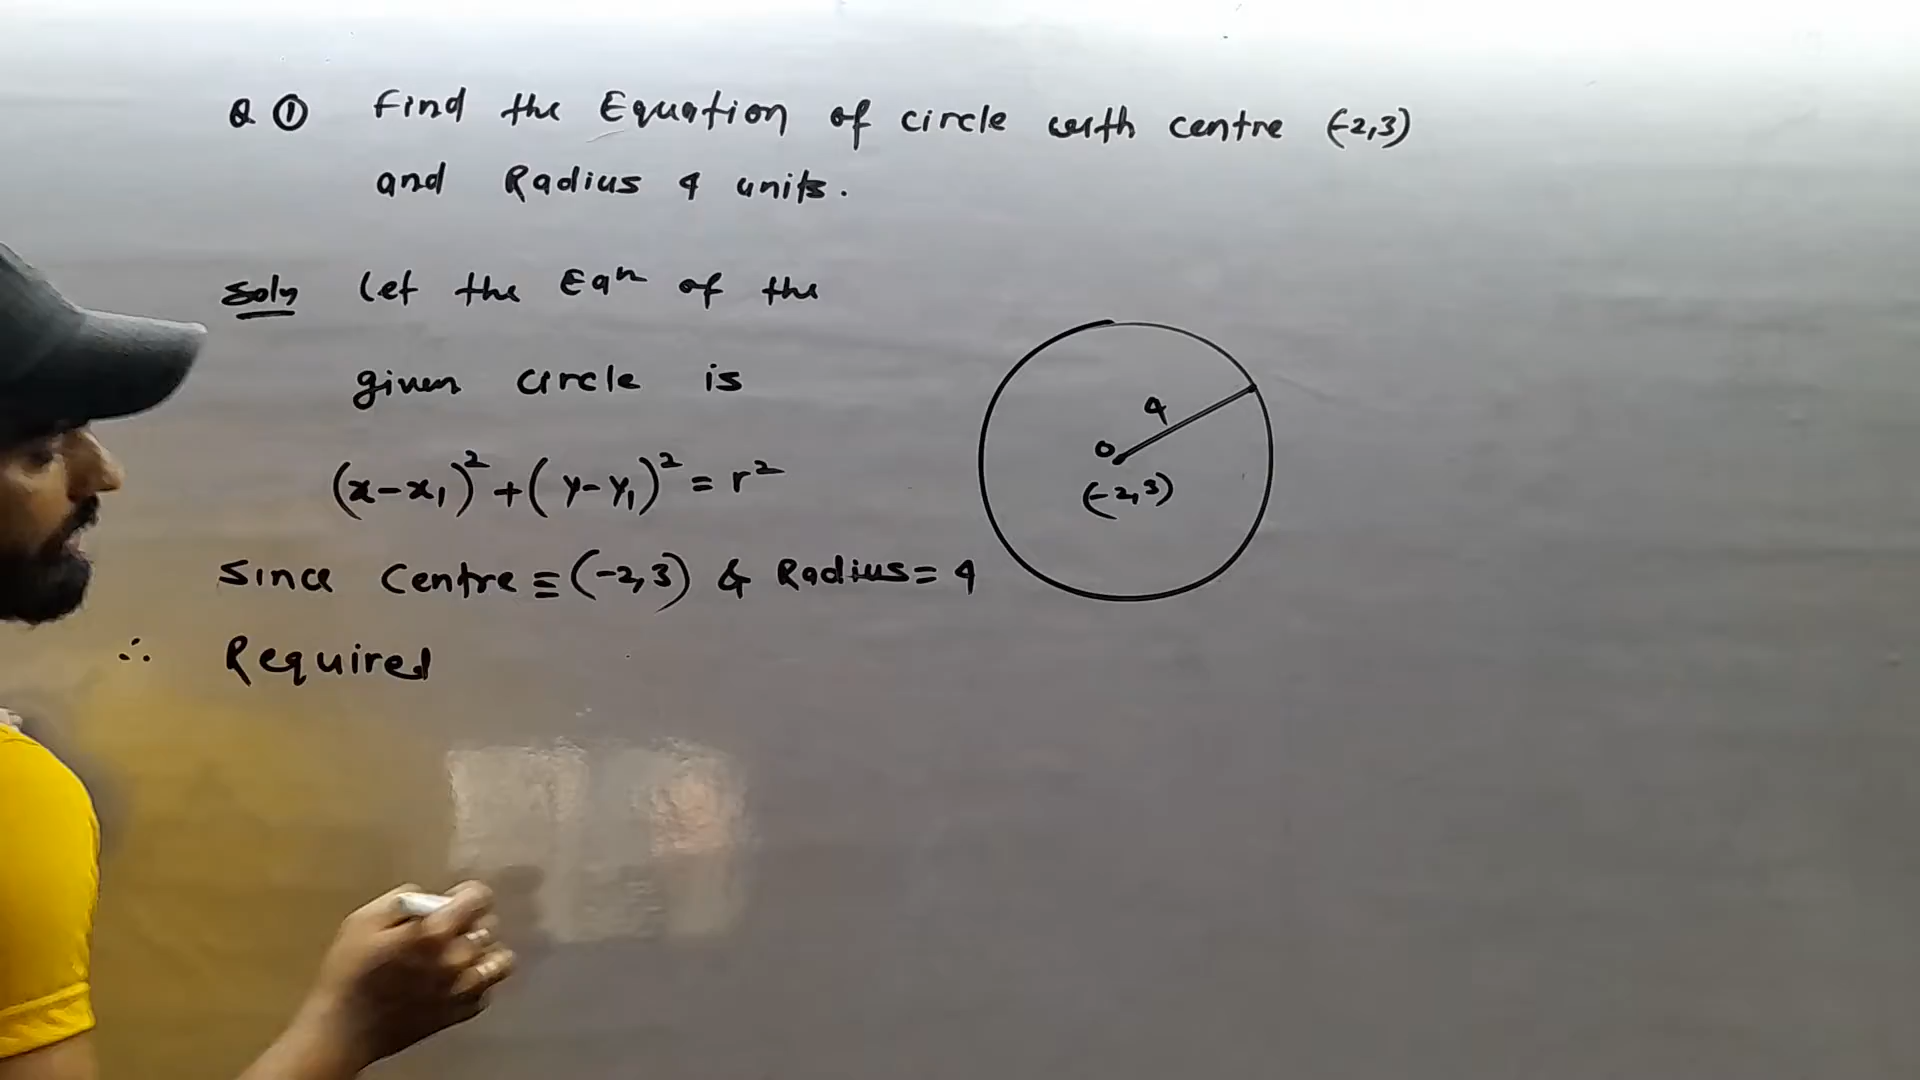 Q ① Find the Equation of circle with centre (-2,3)
and Radius 4 units.
Soln Let the Eqn of the
given circle is
(x-x₁)² + (y-y₁)² = r²
Since Centre ≡ (-2,3) & Radius = 4
∴ Required
4
O
(-2,3)